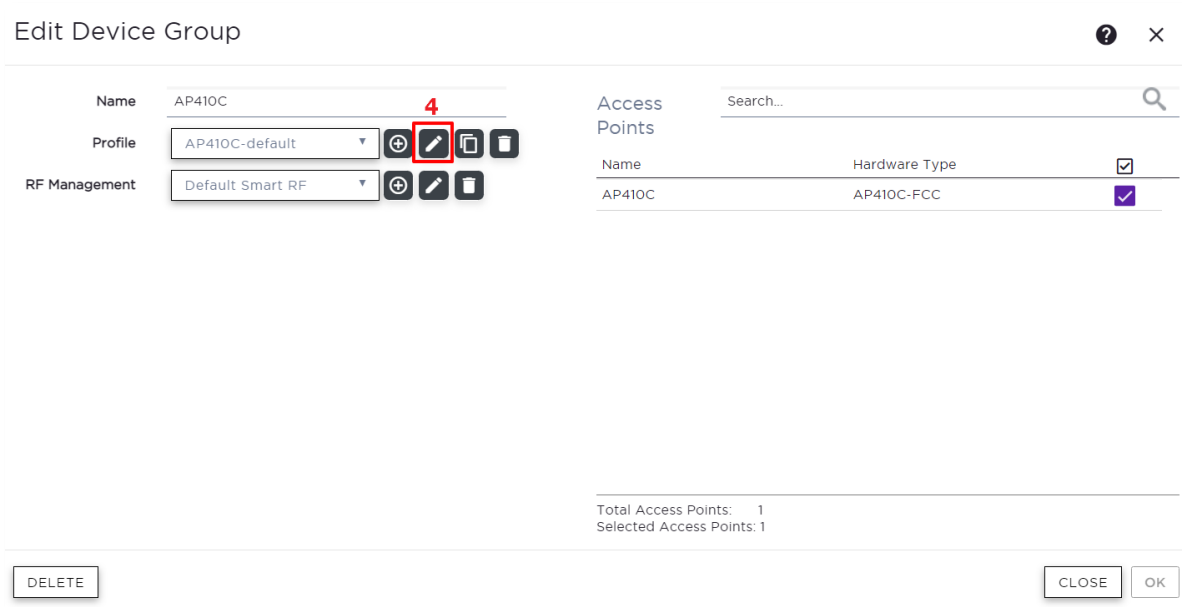 Edit Device Group
Name
AP410C
4
Profile
AP410C-default
RF Management
Default Smart RF
Access
Points
Search...
Name Hardware Type
AP410C AP410C-FCC
Total Access Points: 1
Selected Access Points: 1
DELETE
CLOSE
OK